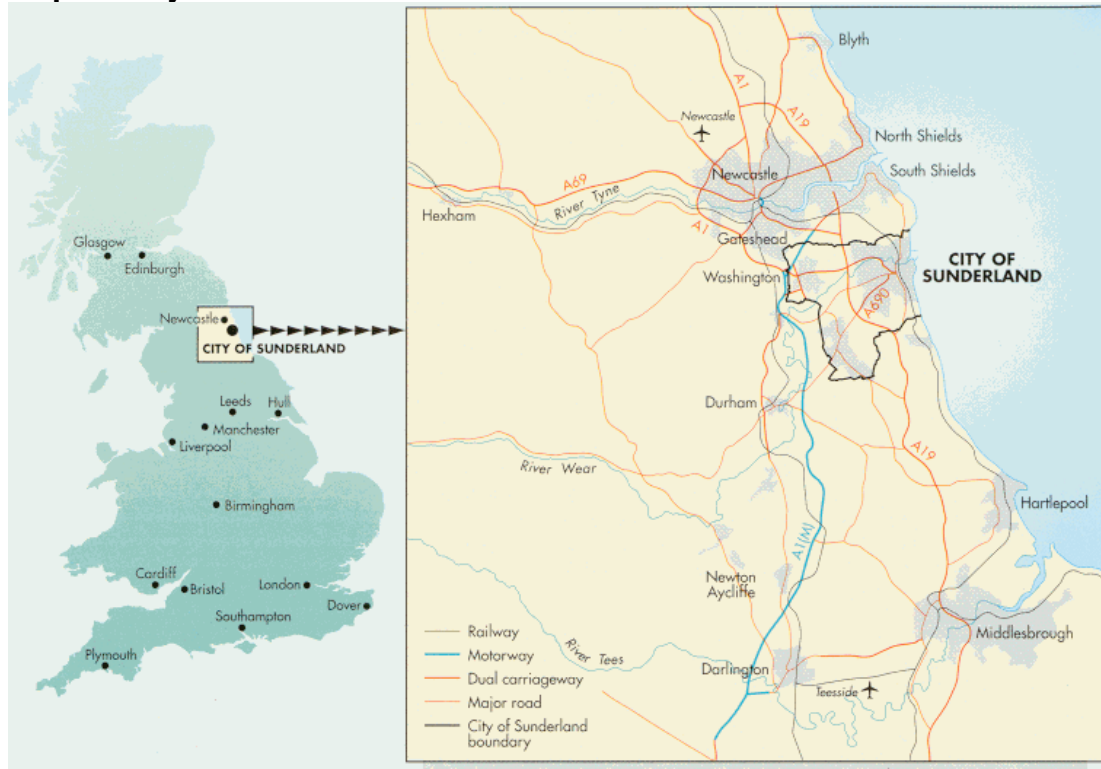 Glasgow
Edinburgh
Newcastle
CITY OF SUNDERLAND
Leeds
Hull
Manchester
Liverpool
Birmingham
Cardiff
Bristol
London
Dover
Southampton
Plymouth
Blyth
A1
A19
Newcastle
North Shields
Newcastle
South Shields
A69
River Tyne
Hexham
A1
Gateshead
Washington
CITY OF
SUNDERLAND
A690
Durham
A19
River Wear
Hartlepool
A1(M)
Newton
Aycliffe
River Tees
Middlesbrough
Darlington
Teesside
Railway
Motorway
Dual carriageway
Major road
City of Sunderland
boundary